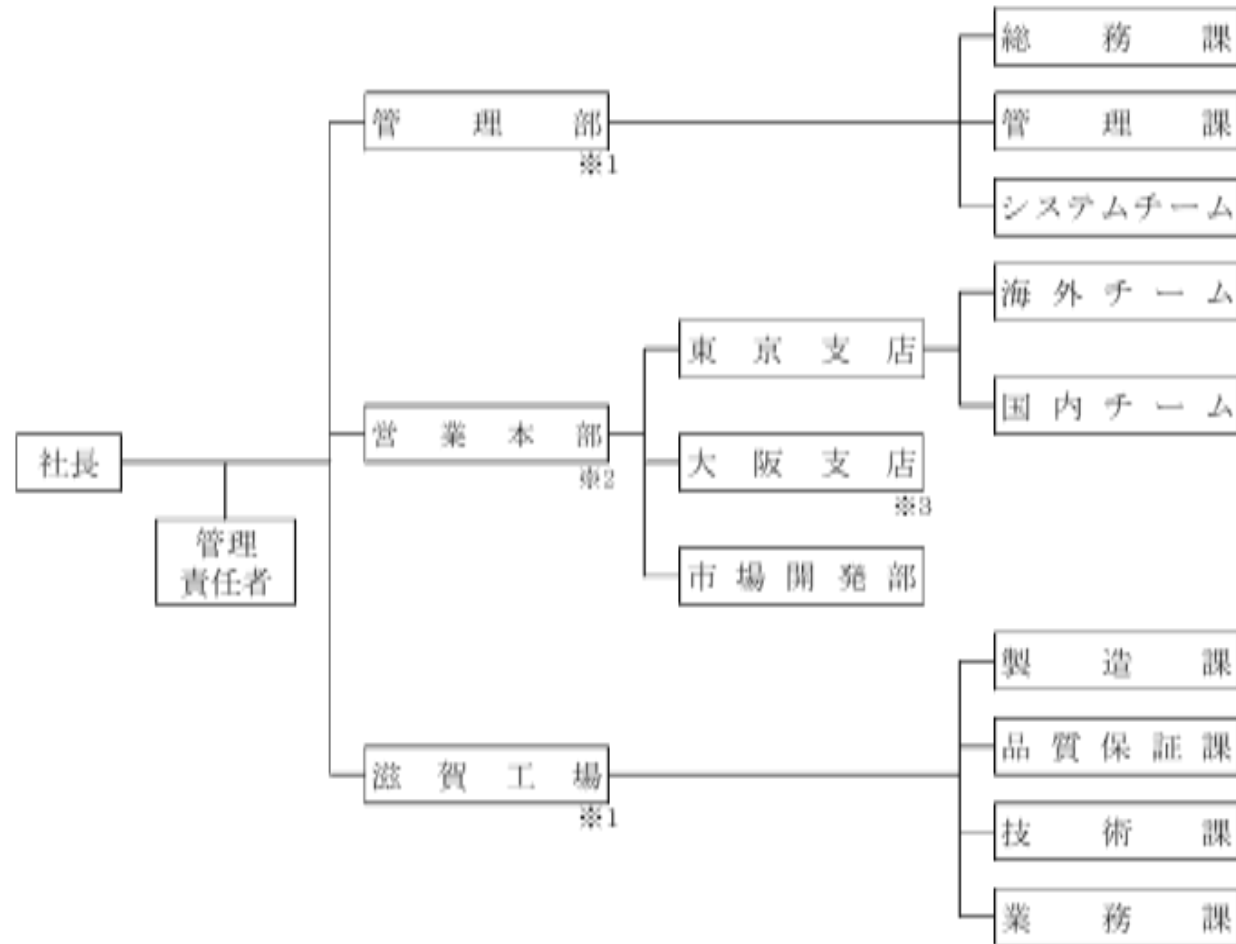 総務課
管理部
※1
管理課
システムチーム
海外チーム
東京支店
国内チーム
営業本部
※2
大阪支店
※3
社長
管理
責任者
市場開発部
製造課
品質保証課
滋賀工場
※1
技術課
業務課